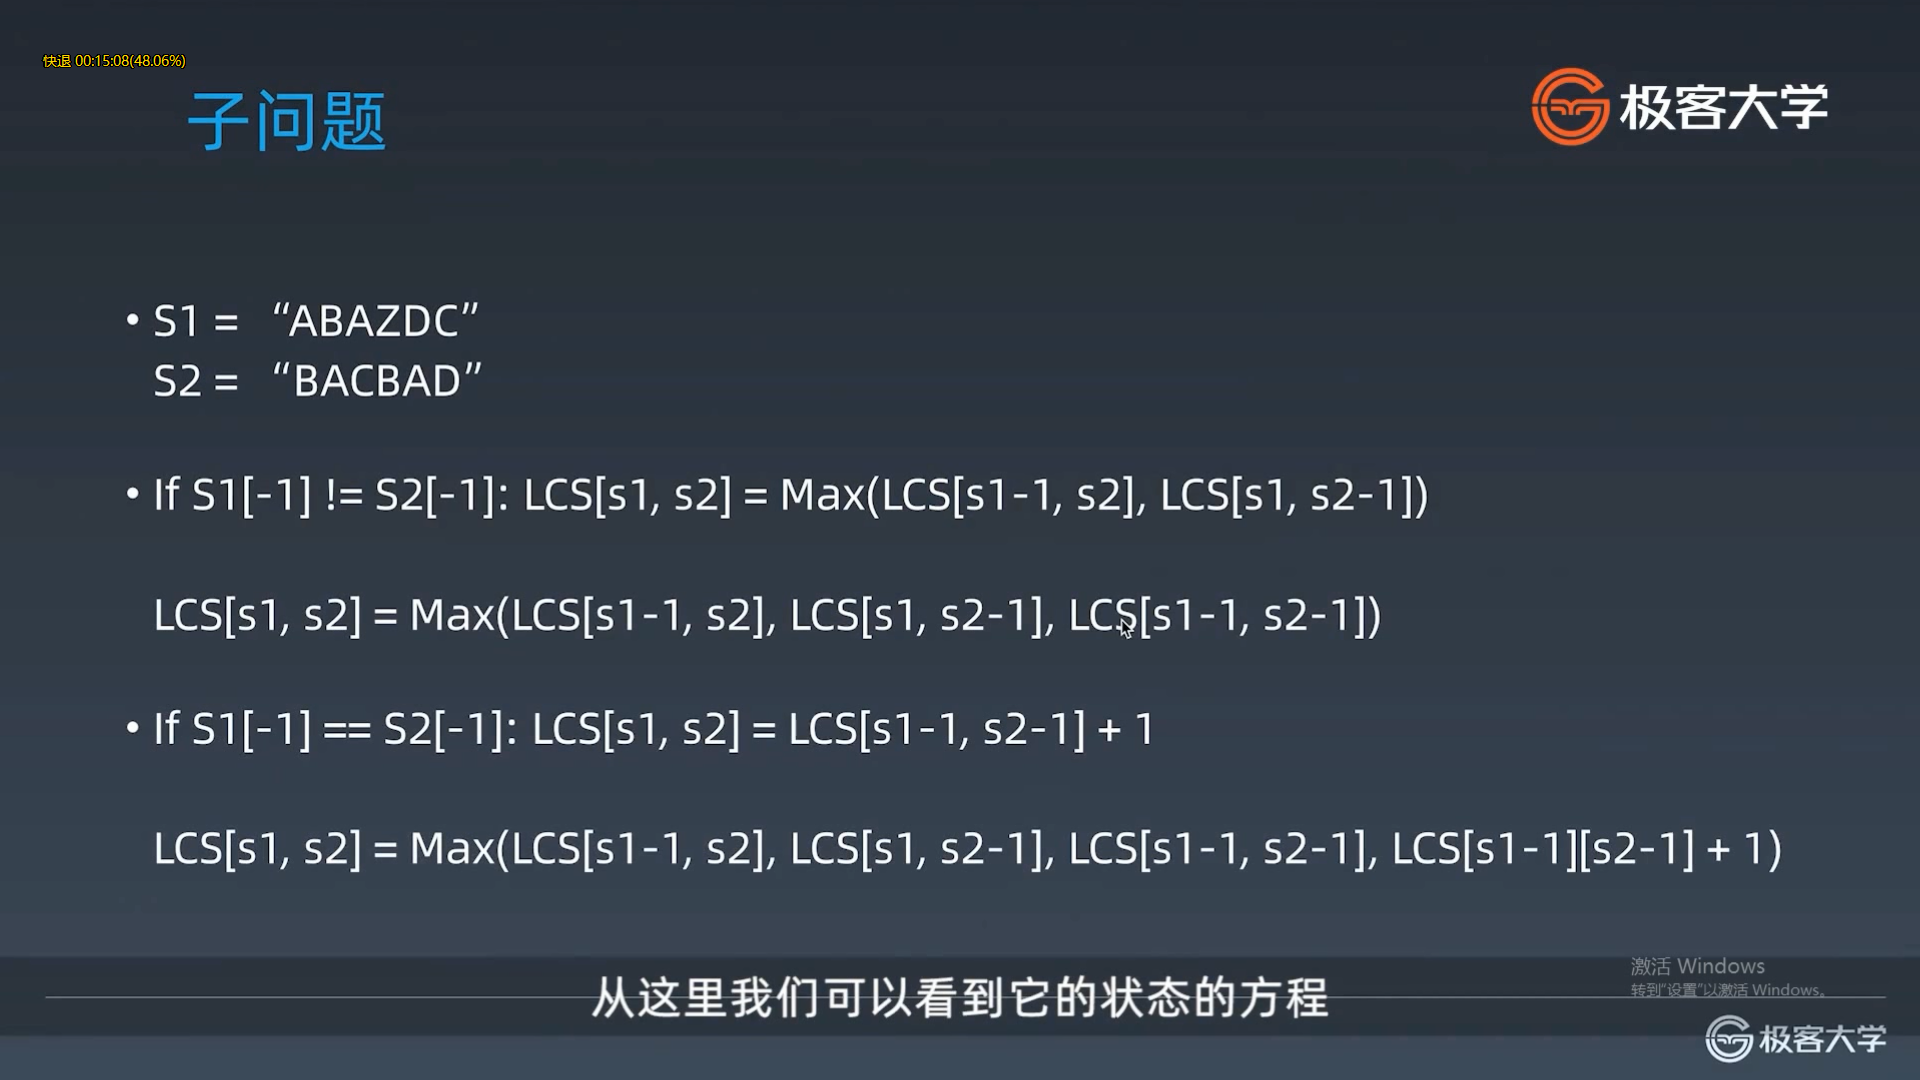 快退 00:15:08(48.06%)
子问题
极客大学
• S1 = “ABAZDC”
S2 = “BACBAD”
• If S1[-1] != S2[-1]: LCS[s1, s2] = Max(LCS[s1-1, s2], LCS[s1, s2-1])
LCS[s1, s2] = Max(LCS[s1-1, s2], LCS[s1, s2-1], LCS[s1-1, s2-1])
• If S1[-1] == S2[-1]: LCS[s1, s2] = LCS[s1-1, s2-1] + 1
LCS[s1, s2] = Max(LCS[s1-1, s2], LCS[s1, s2-1], LCS[s1-1, s2-1], LCS[s1-1][s2-1] + 1)
激活 Windows
转到“设置”以激活 Windows。
从这里我们可以看到它的状态的方程
极客大学